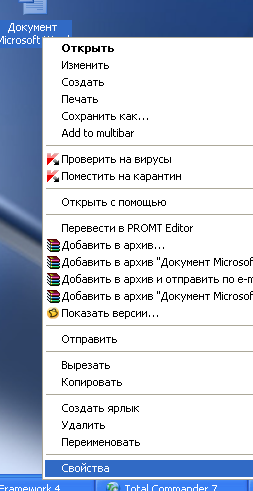 Документ
Microsoft
Открыть
Изменить
Создать
Печать
Сохранить как...
Add to multibar
Проверить на вирусы
Поместить на карантин
Открыть с помощью
Перевести в PROMT Editor
Добавить в архив...
Добавить в архив "Документ Microsof
Добавить в архив и отправить по e-m
Добавить в архив "Документ Microsof
Показать версии...
Отправить
Вырезать
Копировать
Создать ярлык
Удалить
Переименовать
Свойства
Framework 4 Total Commander 7